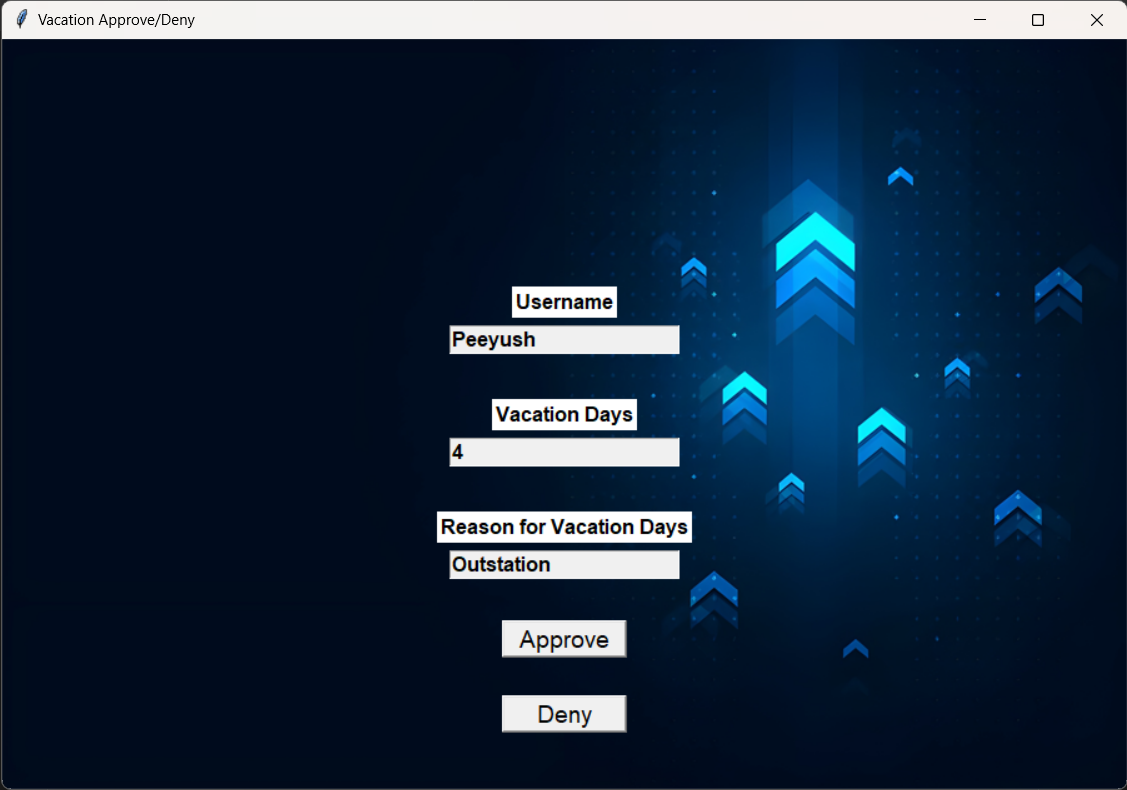 Vacation Approve/Deny
Username
Peeyush
Vacation Days
4
Reason for Vacation Days
Outstation
Approve
Deny